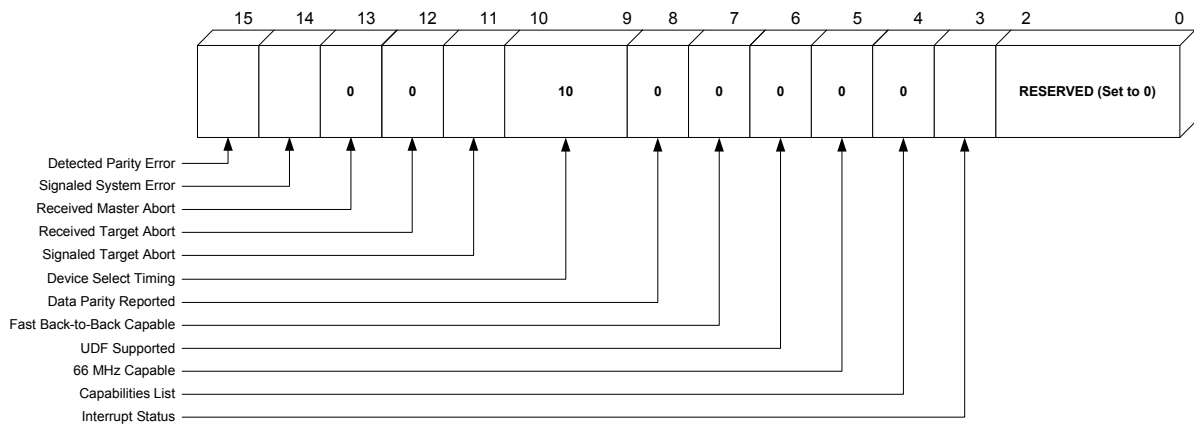 15 14 13 12 11 10 9 8 7 6 5 4 3 2 0
0 0 10 0 0 0 0 0 RESERVED (Set to 0)
Detected Parity Error
Signaled System Error
Received Master Abort
Received Target Abort
Signaled Target Abort
Device Select Timing
Data Parity Reported
Fast Back-to-Back Capable
UDF Supported
66 MHz Capable
Capabilities List
Interrupt Status